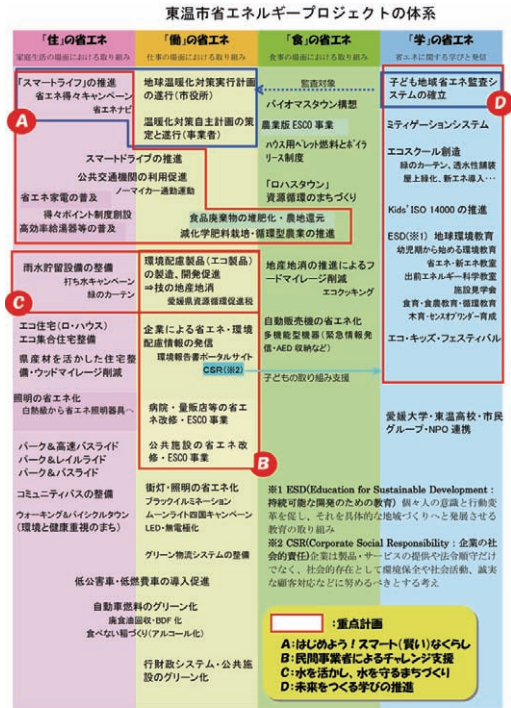 東温市省エネルギープロジェクトの体系
「住」の省エネ
家庭生活の場面における取り組み
「働」の省エネ
仕事の場面における取り組み
「食」の省エネ
食事の場面における取り組み
「学」の省エネ
省エネに関する学びと発信
「スマートライフ」の推進
省エネ得々キャンペーン
省エネナビ
地球温暖化対策実行計画
の遂行(市役所)
温暖化対策自主計画の策
定と遂行(事業者)
監査対象
バイオマスタウン構想
農業版 ESCO 事業
ハウス用ペレット燃料とボイラ
リース制度
子ども地域省エネ監査シ
ステムの確立
A
D
ミティゲーションシステム
エコスクール創造
緑のカーテン、透水性舗装
屋上緑化、新エネ導入…
スマートドライブの推進
公共交通機関の利用促進
ノーマイカー通勤運動
省エネ家電の普及
得々ポイント制度創設
高効率給湯器等の普及
「ロハスタウン」
資源循環のまちづくり
食品廃棄物の堆肥化・農地還元
減化学肥料栽培・循環型農業の推進
Kids' ISO 14000 の推進
ESD(※1)地球環境教育
幼児期から始める環境教育
省エネ・新エネ教室
出前エネルギー科学教室
施設見学会
食育・食農教育・循環教育
木育・センスオブワンダー育成
エコ・キッズ・フェスティバル
C
雨水貯留設備の整備
打ち水キャンペーン
緑のカーテン
環境配慮製品(エコ製品)
の製造、開発促進
⇒技の地産地消
愛媛県資源循環促進税
地産地消の推進によるフ
ードマイレージ削減
エコクッキング
エコ住宅(ロ・ハウス)
エコ集合住宅整備
県産材を活かした住宅整
備・ウッドマイレージ削減
企業による省エネ・環境
配慮情報の発信
環境報告書ポータルサイト
CSR(※2)
自動販売機の省エネ化
多機能型機器(緊急情報発
信・AED 収納など)
子どもの取り組み支援
照明の省エネ化
白熱級から省エネ照明器具へ
病院・量販店等の省エ
ネ改修・ESCO 事業
公共施設の省エネ改
修・ESCO 事業
B
愛媛大学・東温高校・市民
グループ・NPO 連携
パーク&高速バスライド
パーク&レイルライド
パーク&バスライド
コミュニティバスの整備
ウォーキング&バイシクルタウン
(環境と健康重視のまち)
街灯・照明の省エネ化
ブラックイルミネーション
ムーンライト四国キャンペーン
LED・無電極化
グリーン物流システムの整備
低公害車・低燃費車の導入促進
自動車燃料のグリーン化
廃食油回収・BDF 化
食べない稲づくり(アルコール化)
行財政システム・公共施
設のグリーン化
※1 ESD(Education for Sustainable Development:
持続可能な開発のための教育) 個々人の意識と行動変
革を促し、それを具体的な地域づくりへと発展させる
教育の取り組み
※2 CSR(Corporate Social Responsibility:企業の社
会的責任)企業は製品・サービスの提供や法令順守だけ
でなく、社会的存在として環境保全や社会活動、誠実
な顧客対応などに努めるべきとする考え
:重点計画
A:はじめよう!スマート(賢い)なくらし
B:民間事業者によるチャレンジ支援
C:水を活かし、水を守るまちづくり
D:未来をつくる学びの推進